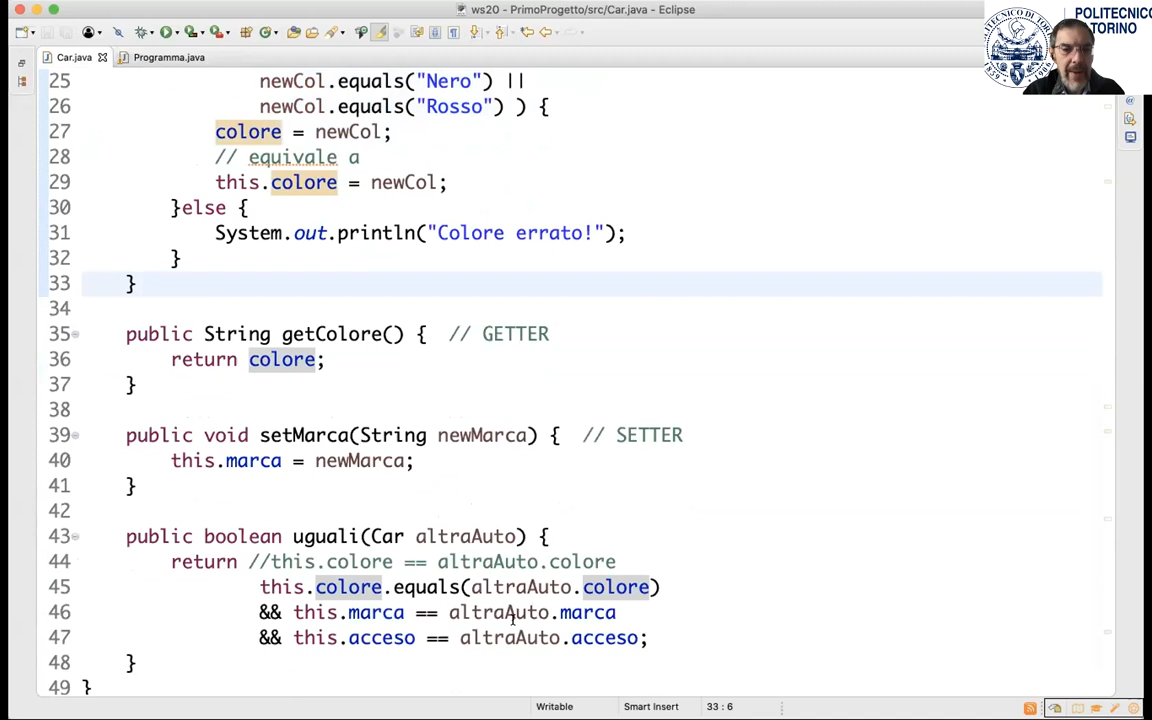 ws20 - PrimoProgetto/src/Car.java - Eclipse
POLITECNICO
DI TORINO
1859
1906
Car.java
Programma.java
25 newCol.equals("Nero") ||
26 newCol.equals("Rosso") ) {
27 colore = newCol;
28 // equivale a
29 this.colore = newCol;
30 }else {
31 System.out.println("Colore errato!");
32 }
33 }
34
35 public String getColore() { // GETTER
36 return colore;
37 }
38
39 public void setMarca(String newMarca) { // SETTER
40 this.marca = newMarca;
41 }
42
43 public boolean uguali(Car altraAuto) {
44 return //this.colore == altraAuto.colore
45 this.colore.equals(altraAuto.colore)
46 && this.marca == altraAuto.marca
47 && this.acceso == altraAuto.acceso;
48 }
49 }
Writable
Smart Insert
33 : 6